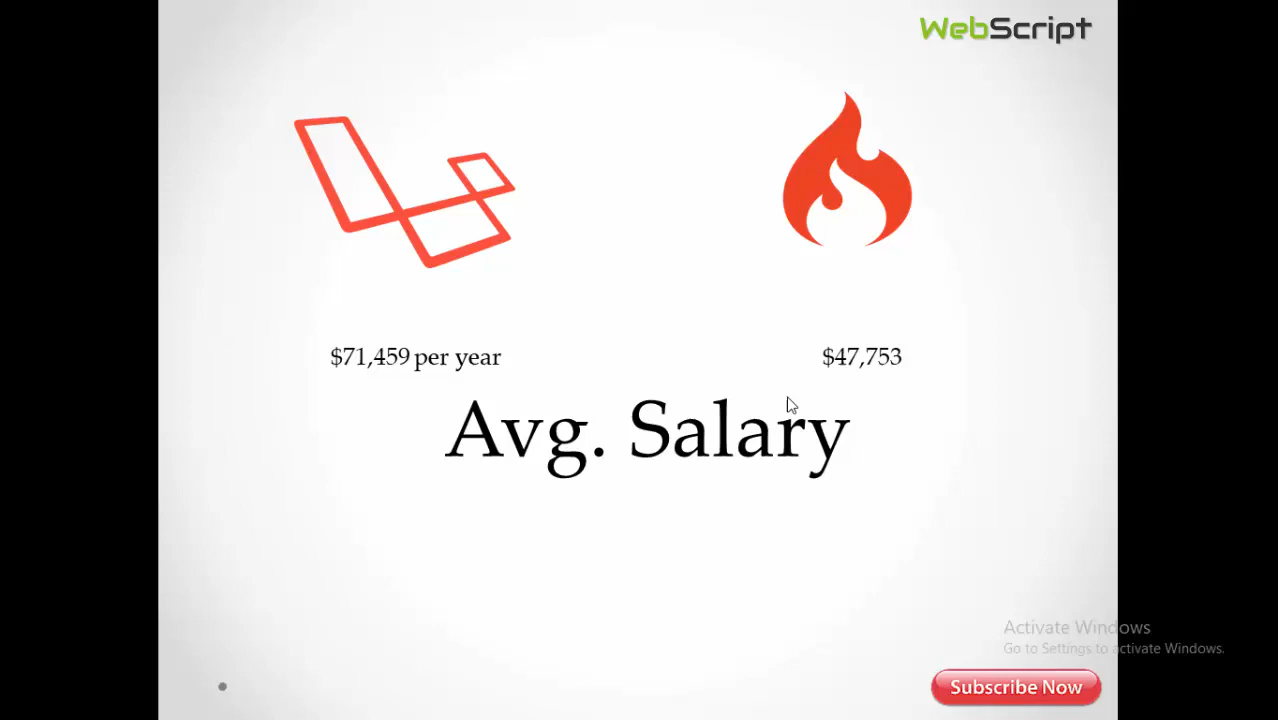 WebScript
$71,459 per year
$47,753
Avg. Salary
Activate Windows
Go to Settings to activate Windows.
Subscribe Now